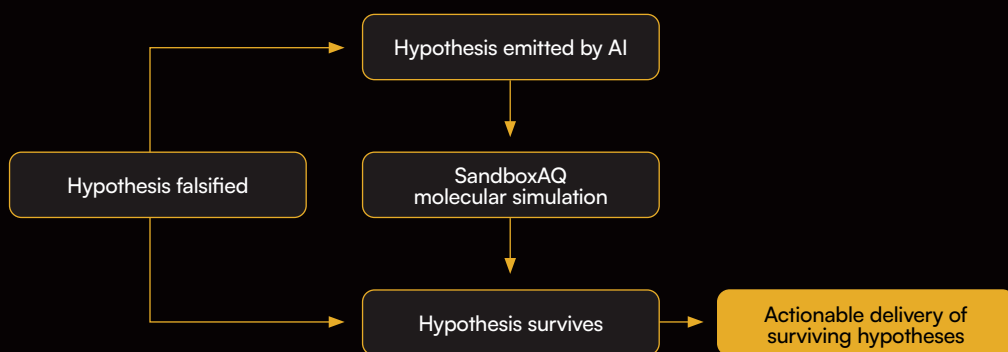 Hypothesis emitted by AI
Hypothesis falsified
SandboxAQ
molecular simulation
Hypothesis survives
Actionable delivery of
surviving hypotheses